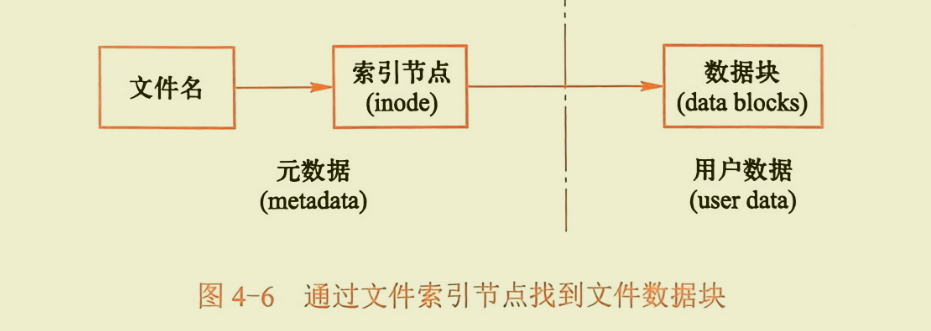 文件名
索引节点
(inode)
数据块
(data blocks)
元数据
(metadata)
用户数据
(user data)
图 4-6 通过文件索引节点找到文件数据块